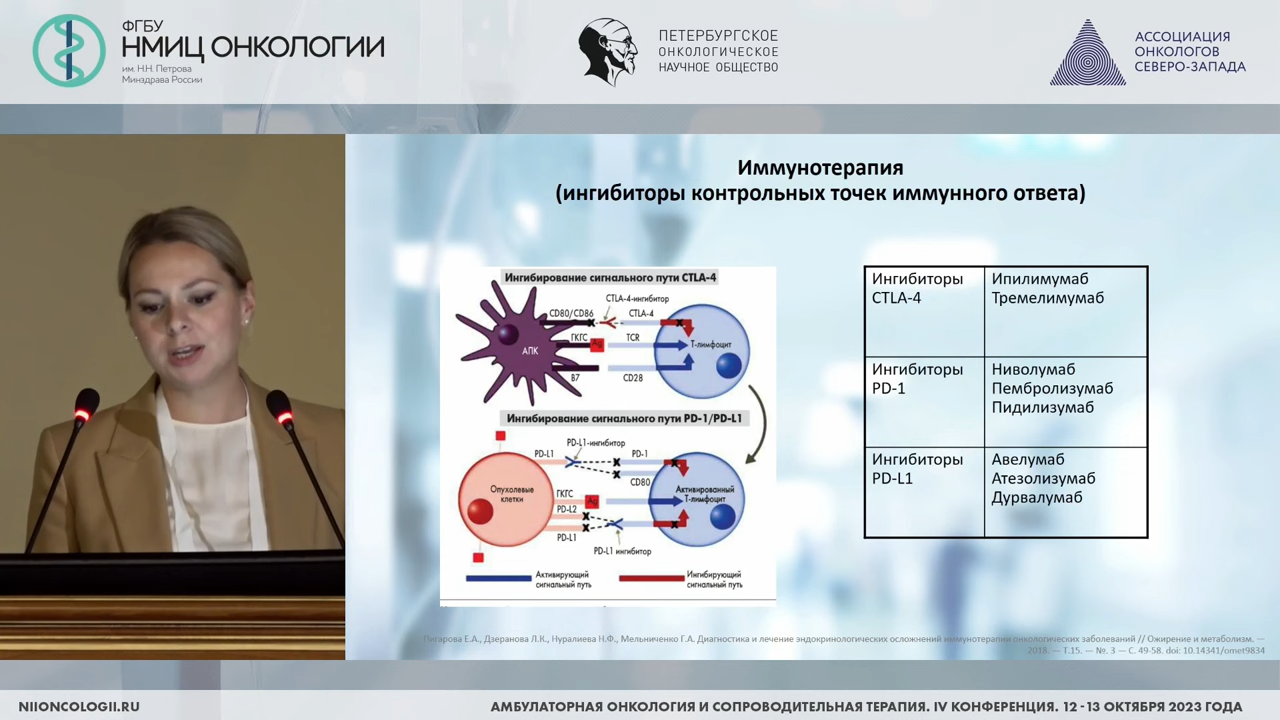 ФГБУ
НМИЦ ОНКОЛОГИИ
им. Н.Н. Петрова
Минздрава России
ПЕТЕРБУРГСКОЕ
ОНКОЛОГИЧЕСКОЕ
НАУЧНОЕ ОБЩЕСТВО
АССОЦИАЦИЯ
ОНКОЛОГОВ
СЕВЕРО-ЗАПАДА
Иммунотерапия
(ингибиторы контрольных точек иммунного ответа)
Ингибирование сигнального пути CTLA-4
CTLA-4-ингибитор
CD80/CD86
CTLA-4
ГКГС
Ag
TCR
Т-лимфоцит
АПК
B7
CD28
Ингибирование сигнального пути PD-1/PD-L1
PD-L1-ингибитор
PD-L1
PD-1
CD80
Опухолевые
клетки
Активированный
Т-лимфоцит
ГКГС
Ag
PD-L2
PD-L1
PD-L1 ингибитор
Активирующий
сигнальный путь
Ингибирующий
сигнальный путь
Ингибиторы
CTLA-4
Ипилимумаб
Тремелимумаб
Ингибиторы
PD-1
Ниволумаб
Пембролизумаб
Пидилизумаб
Ингибиторы
PD-L1
Авелумаб
Атезолизумаб
Дурвалумаб
Пигарова Е.А., Дзеранова Л.К., Нуралиева Н.Ф., Мельниченко Г.А. Диагностика и лечение эндокринологических осложнений иммунотерапии онкологических заболеваний // Ожирение и метаболизм. —
2018. — Т.15. — №. 3 — C. 49-58. doi: 10.14341/omet9834
NIIONCOLOGII.RU
АМБУЛАТОРНАЯ ОНКОЛОГИЯ И СОПРОВОДИТЕЛЬНАЯ ТЕРАПИЯ. IV КОНФЕРЕНЦИЯ. 12-13 ОКТЯБРЯ 2023 ГОДА